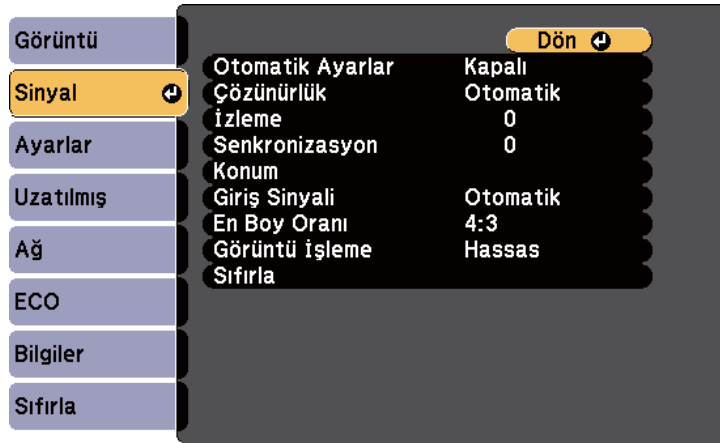 Görüntü
Sinyal
Ayarlar
Uzatılmış
Ağ
ECO
Bilgiler
Sıfırla
Dön
Otomatik Ayarlar Kapalı
Çözünürlük Otomatik
İzleme 0
Senkronizasyon 0
Konum
Giriş Sinyali Otomatik
En Boy Oranı 4:3
Görüntü İşleme Hassas
Sıfırla